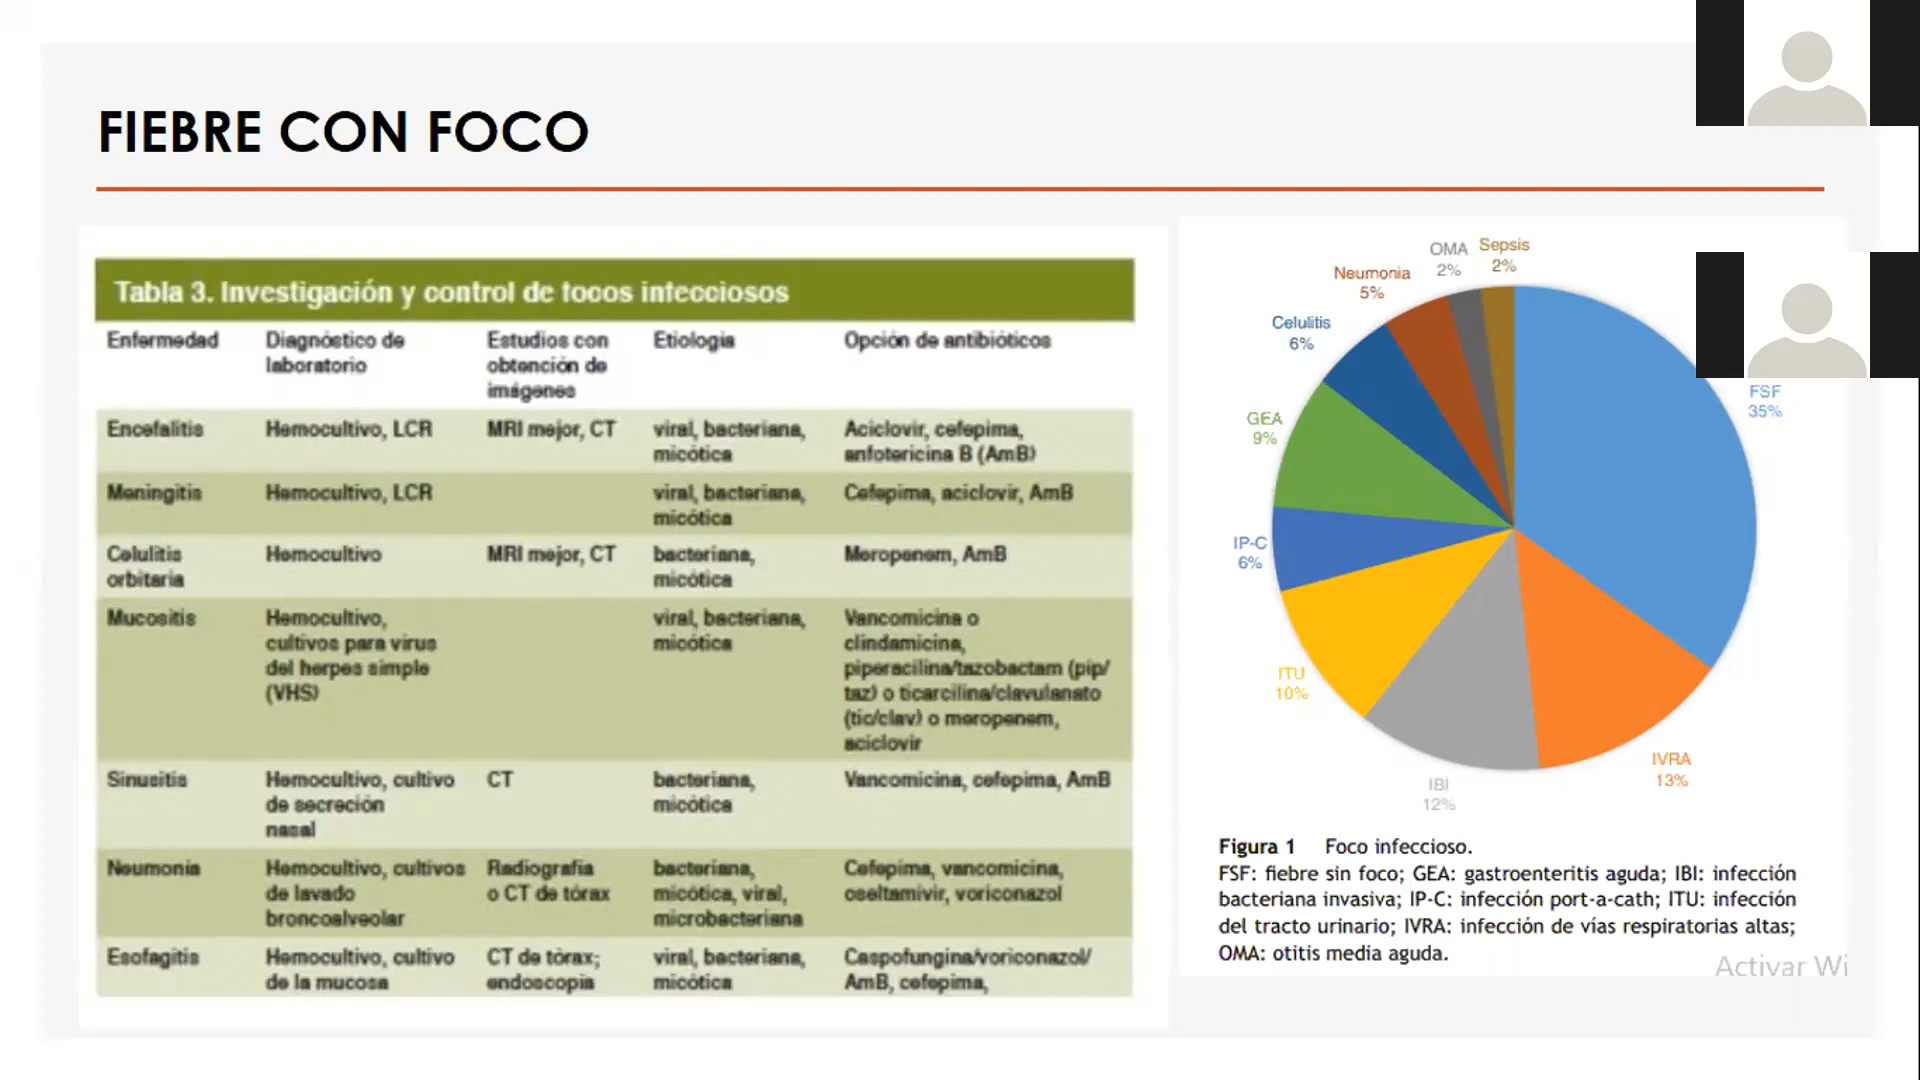 FIEBRE CON FOCO
Tabla 3. Investigación y control de focos infecciosos
Enfermedad Diagnóstico de laboratorio Estudios con obtención de imágenes Etiología Opción de antibióticos
Encefalitis Hemocultivo, LCR MRI mejor, CT viral, bacteriana, micótica Aciclovir, cefepima, anfotericina B (AmB)
Meningitis Hemocultivo, LCR viral, bacteriana, micótica Cefepima, aciclovir, AmB
Celulitis orbitaria Hemocultivo MRI mejor, CT bacteriana, micótica Meropenem, AmB
Mucositis Hemocultivo, cultivos para virus del herpes simple (VHS) viral, bacteriana, micótica Vancomicina o clindamicina, piperacilina/tazobactam (pip/taz) o ticarcilina/clavulanato (tic/clav) o meropenem, aciclovir
Sinusitis Hemocultivo, cultivo de secreción nasal CT bacteriana, micótica Vancomicina, cefepima, AmB
Neumonía Hemocultivo, cultivos de lavado broncoalveolar Radiografía o CT de tórax bacteriana, micótica, viral, microbacteriana Cefepima, vancomicina, oseltamivir, voriconazol
Esofagitis Hemocultivo, cultivo de la mucosa CT de tórax; endoscopia viral, bacteriana, micótica Caspofungina/voriconazol/AmB, cefepima,
OMA
2%
Sepsis
2%
Neumonia
5%
Celulitis
6%
GEA
9%
IP-C
6%
ITU
10%
IBI
12%
IVRA
13%
FSF
35%
Figura 1 Foco infeccioso.
FSF: fiebre sin foco; GEA: gastroenteritis aguda; IBI: infección
bacteriana invasiva; IP-C: infección port-a-cath; ITU: infección
del tracto urinario; IVRA: infección de vías respiratorias altas;
OMA: otitis media aguda.
Activar Wi